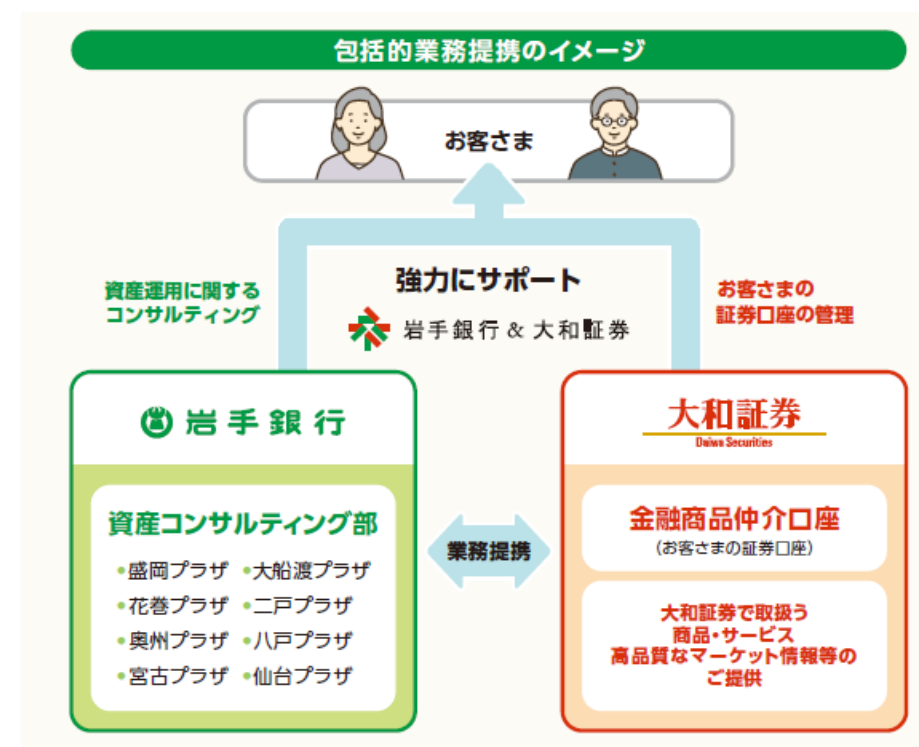 包括的業務提携のイメージ
お客さま
資産運用に関する
コンサルティング
強力にサポート
岩手銀行 & 大和証券
お客さまの
証券口座の管理
岩手銀行
資産コンサルティング部
•盛岡プラザ •大船渡プラザ
•花巻プラザ •二戸プラザ
•奥州プラザ •八戸プラザ
•宮古プラザ •仙台プラザ
業務提携
大和証券
Daiwa Securities
金融商品仲介口座
(お客さまの証券口座)
大和証券で取扱う
商品・サービス
高品質なマーケット情報等の
ご提供